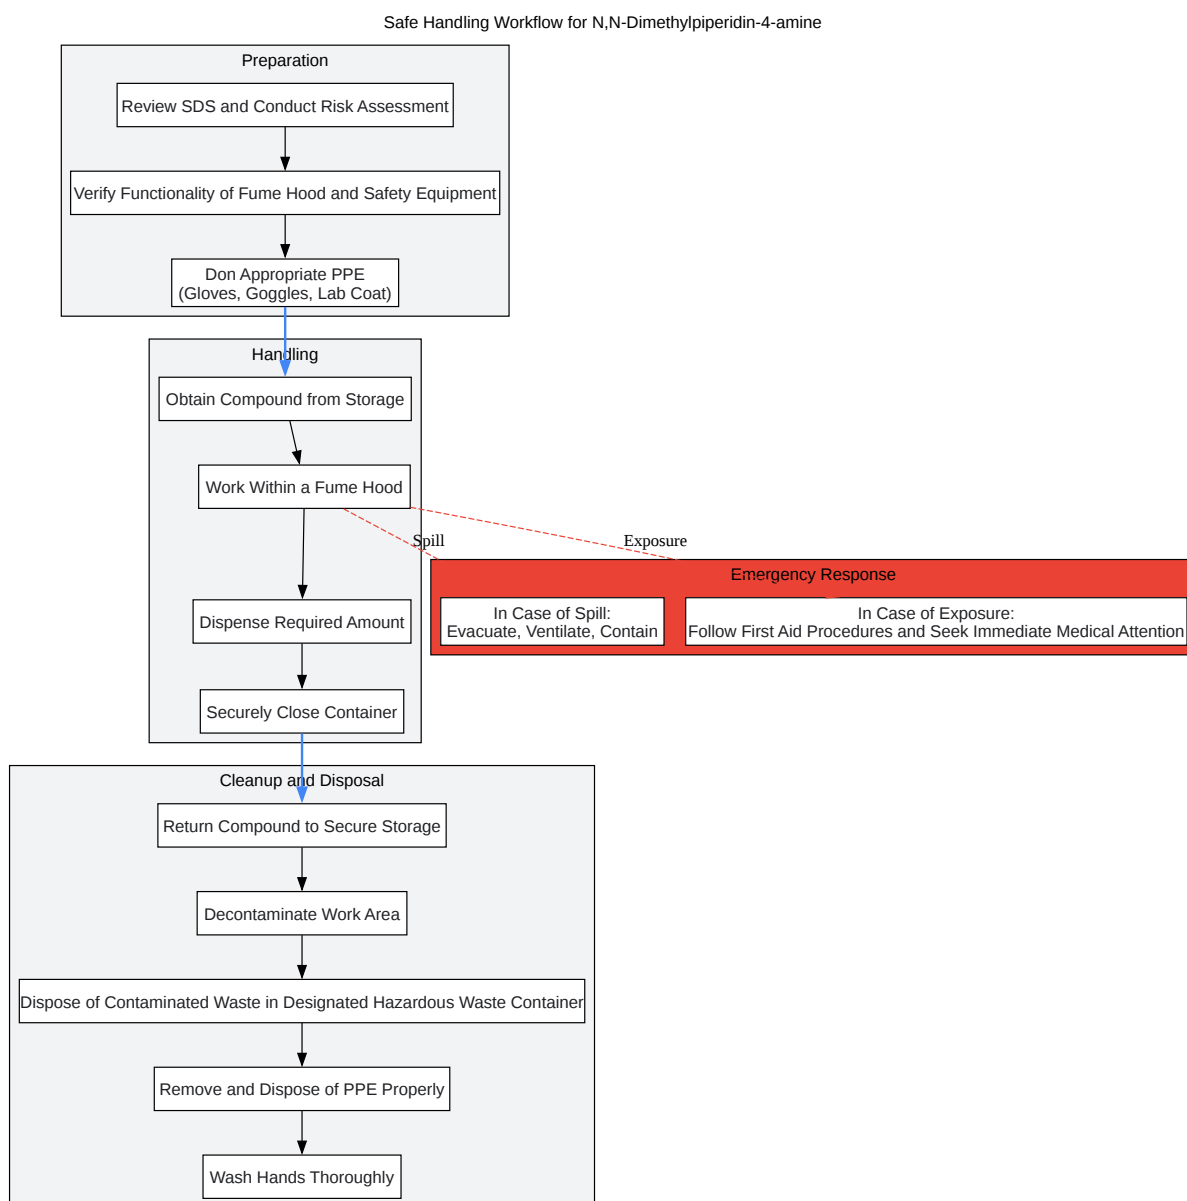 Safe Handling Workflow for N,N-Dimethylpiperidin-4-amine
Preparation
Review SDS and Conduct Risk Assessment
Verify Functionality of Fume Hood and Safety Equipment
Don Appropriate PPE
(Gloves, Goggles, Lab Coat)
Handling
Obtain Compound from Storage
Work Within a Fume Hood
Spill
Exposure
Emergency Response
In Case of Spill:
Evacuate, Ventilate, Contain
In Case of Exposure:
Follow First Aid Procedures and Seek Immediate Medical Attention
Dispense Required Amount
Securely Close Container
Cleanup and Disposal
Return Compound to Secure Storage
Decontaminate Work Area
Dispose of Contaminated Waste in Designated Hazardous Waste Container
Remove and Dispose of PPE Properly
Wash Hands Thoroughly